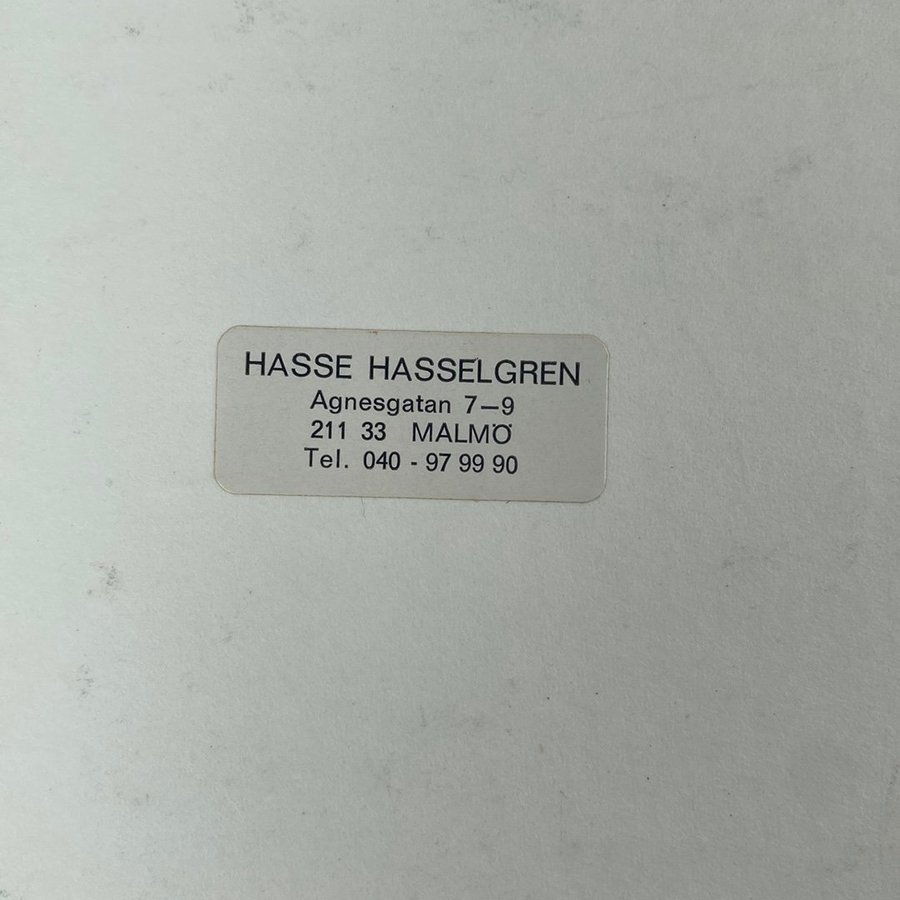 HASSE HASSELGREN
Agnesgatan 7–9
211 33 MALMÖ
Tel. 040 - 97 99 90